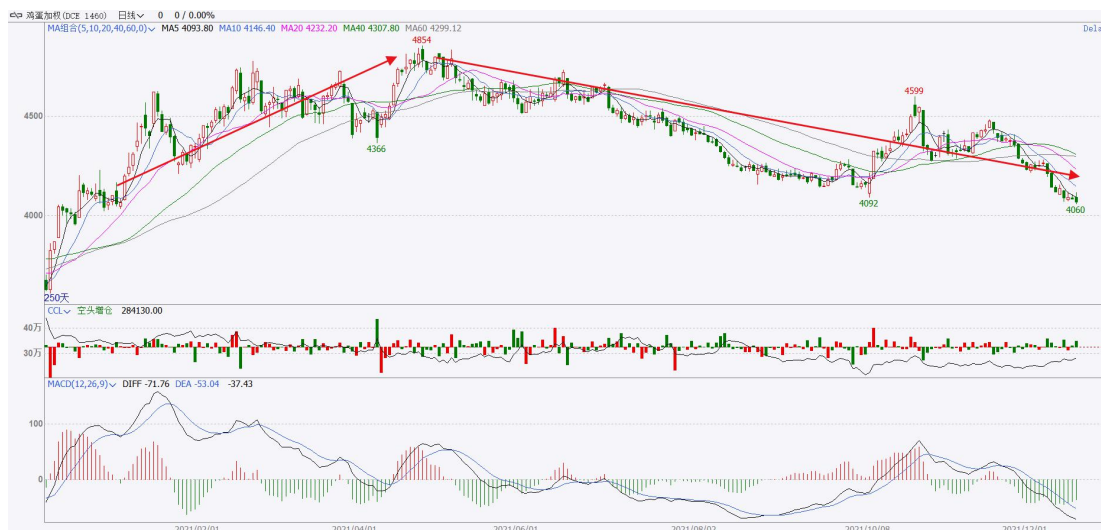 鸡蛋加权(DCE 1460) 日线 0 0 / 0.00%
MA组合(5,10,20,40,60,0) MA5 4093.80 MA10 4146.40 MA20 4232.20 MA40 4307.80 MA60 4299.12 Dela
4854
4599
4500
4366
4092
4060
4000
250天
CCL 空头增仓 284130.00
40万
30万
MACD(12,26,9) DIFF -71.76 DEA -53.04 -37.43
100
0
2021/02/01 2021/04/01 2021/06/01 2021/08/02 2021/10/08 2021/12/01